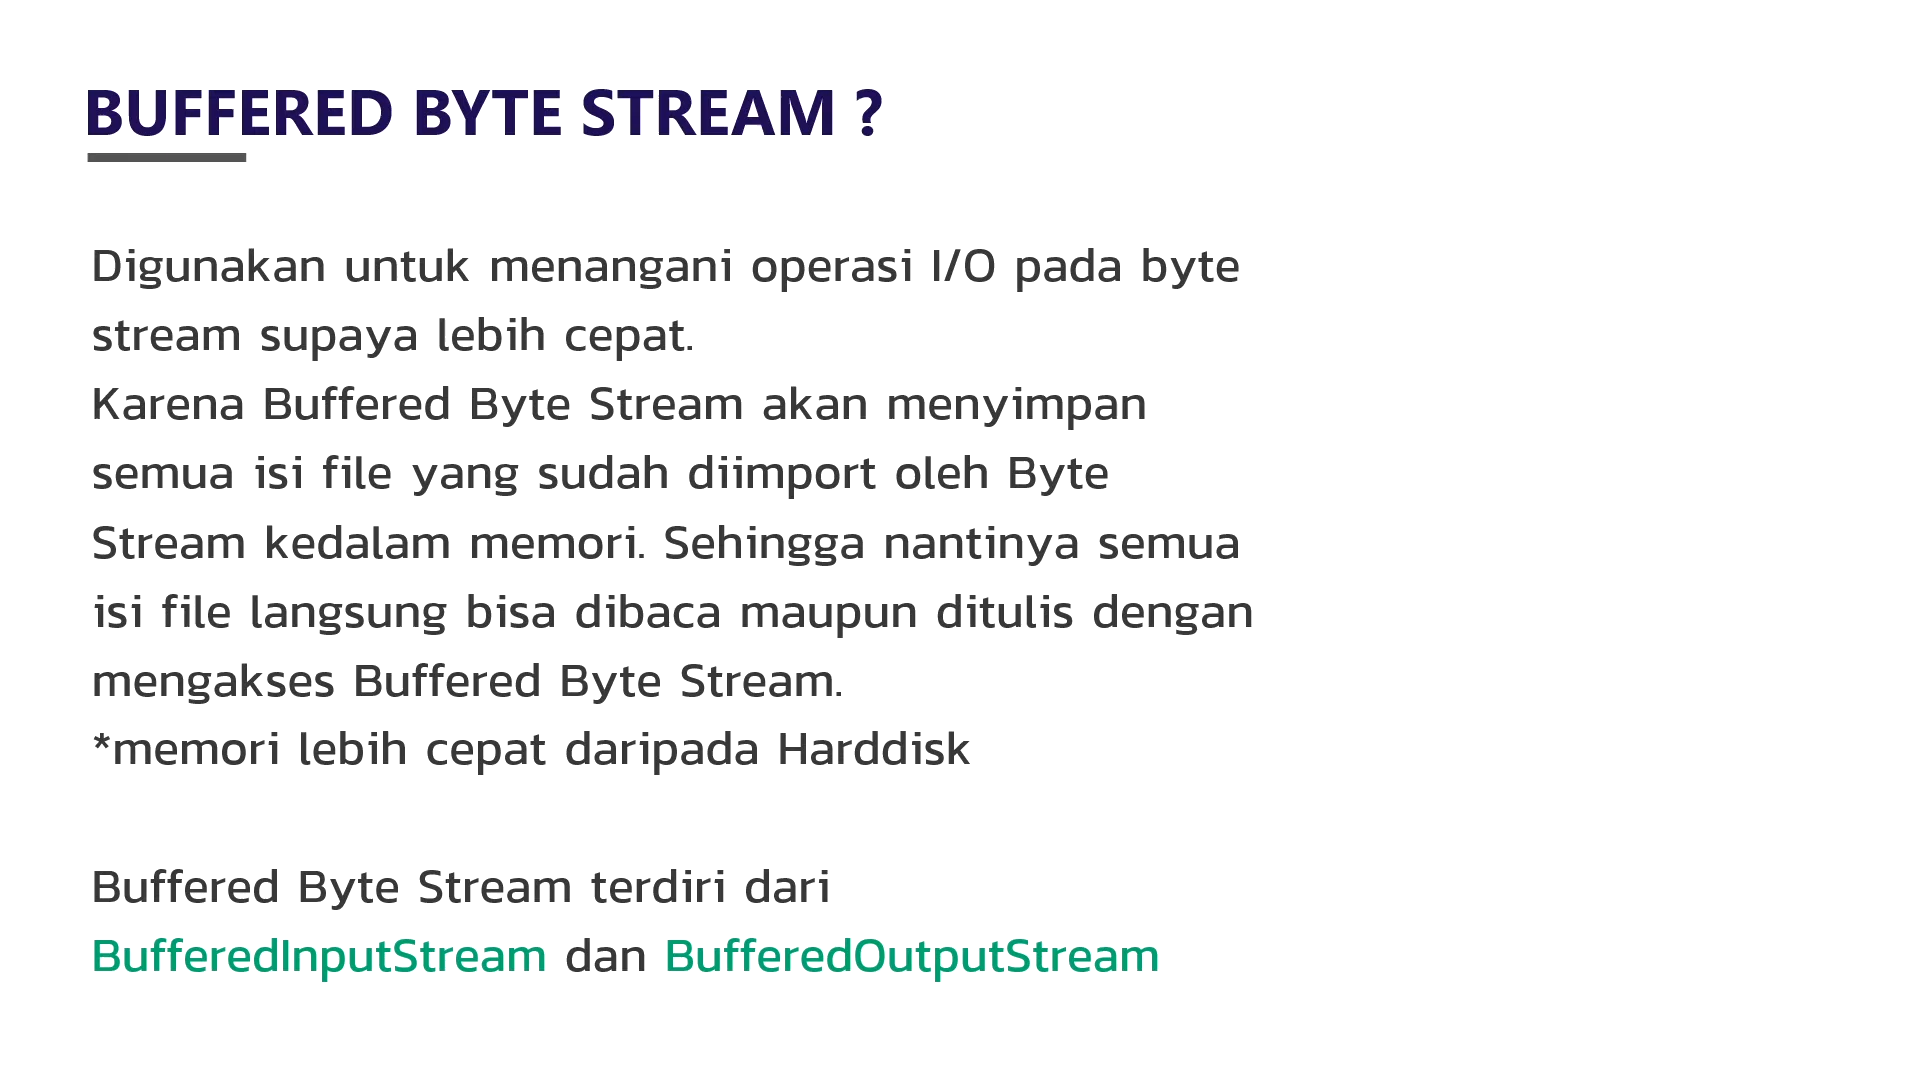 BUFFERED BYTE STREAM ?
Digunakan untuk menangani operasi I/O pada byte
stream supaya lebih cepat.
Karena Buffered Byte Stream akan menyimpan
semua isi file yang sudah diimport oleh Byte
Stream kedalam memori. Sehingga nantinya semua
isi file langsung bisa dibaca maupun ditulis dengan
mengakses Buffered Byte Stream.
*memori lebih cepat daripada Harddisk
Buffered Byte Stream terdiri dari
BufferedInputStream dan BufferedOutputStream